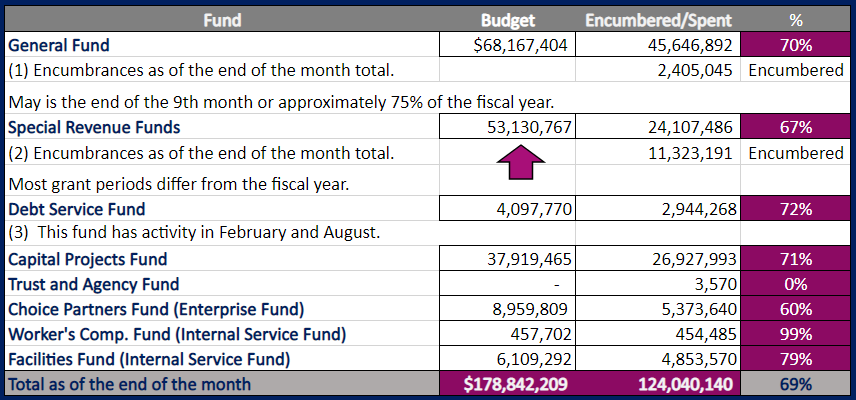 Fund Budget Encumbered/Spent %
General Fund $68,167,404 45,646,892 70%
(1) Encumbrances as of the end of the month total. 2,405,045 Encumbered
May is the end of the 9th month or approximately 75% of the fiscal year.
Special Revenue Funds 53,130,767 24,107,486 67%
(2) Encumbrances as of the end of the month total. 11,323,191 Encumbered
Most grant periods differ from the fiscal year.
Debt Service Fund 4,097,770 2,944,268 72%
(3) This fund has activity in February and August.
Capital Projects Fund 37,919,465 26,927,993 71%
Trust and Agency Fund - 3,570 0%
Choice Partners Fund (Enterprise Fund) 8,959,809 5,373,640 60%
Worker's Comp. Fund (Internal Service Fund) 457,702 454,485 99%
Facilities Fund (Internal Service Fund) 6,109,292 4,853,570 79%
Total as of the end of the month $178,842,209 124,040,140 69%